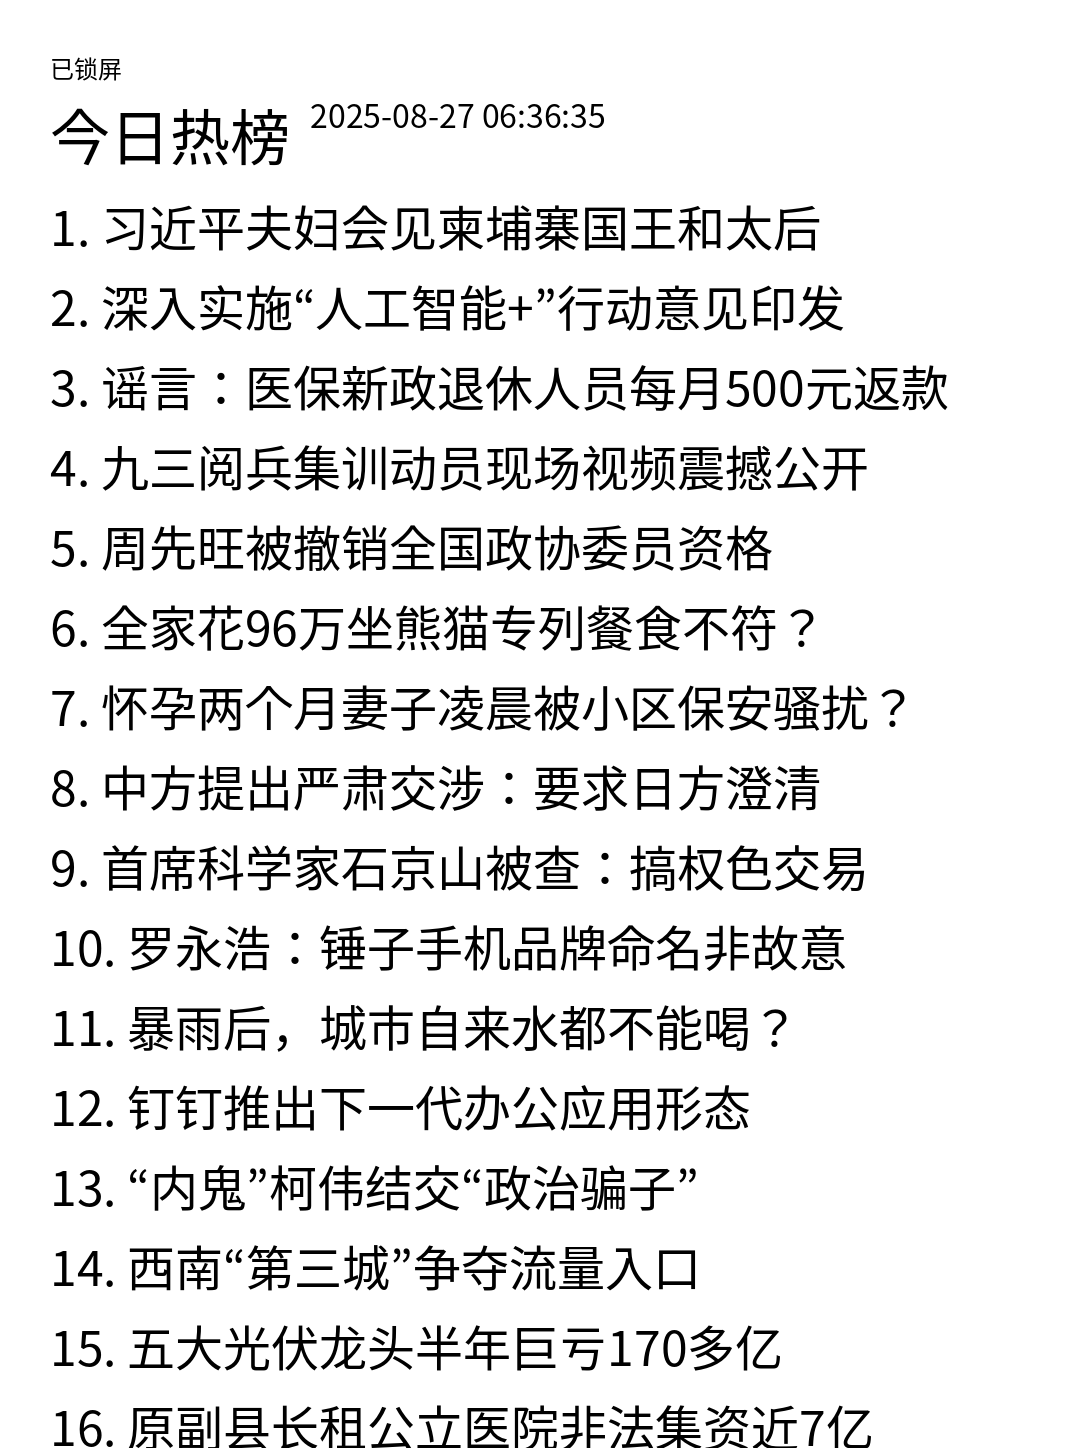 已锁屏
今日热榜 2025-08-27 06:36:35
1. 习近平夫妇会见柬埔寨国王和太后
2. 深入实施“人工智能+”行动意见印发
3. 谣言：医保新政退休人员每月500元返款
4. 九三阅兵集训动员现场视频震撼公开
5. 周先旺被撤销全国政协委员资格
6. 全家花96万坐熊猫专列餐食不符？
7. 怀孕两个月妻子凌晨被小区保安骚扰？
8. 中方提出严肃交涉：要求日方澄清
9. 首席科学家石京山被查：搞权色交易
10. 罗永浩：锤子手机品牌命名非故意
11. 暴雨后，城市自来水都不能喝？
12. 钉钉推出下一代办公应用形态
13. “内鬼”柯伟结交“政治骗子”
14. 西南“第三城”争夺流量入口
15. 五大光伏龙头半年巨亏170多亿
16. 原副县长租公立医院非法集资近7亿